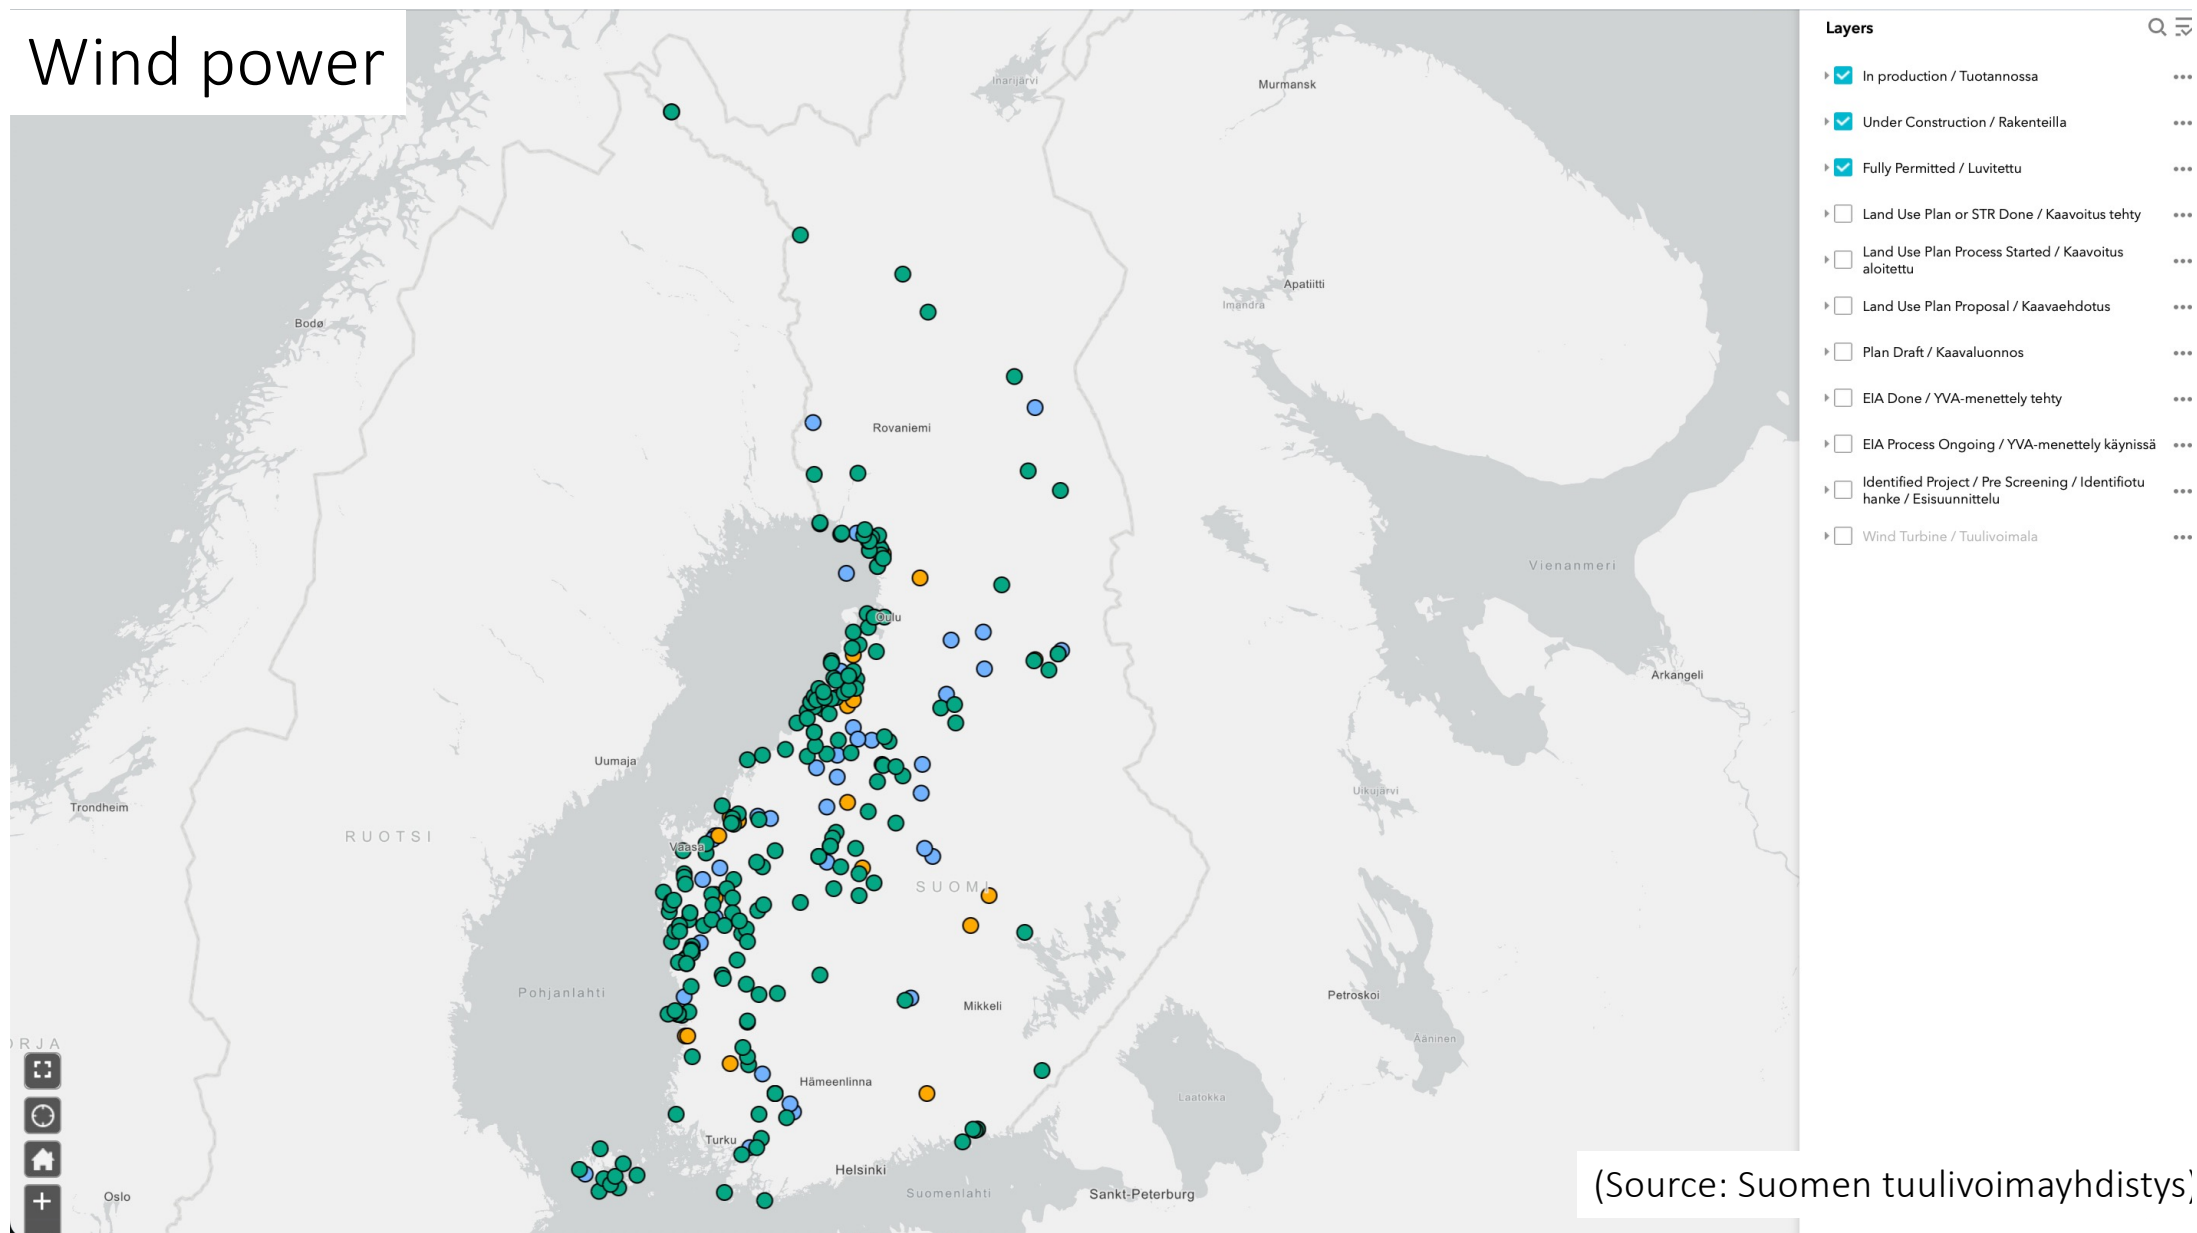 Wind power
Layers
In production / Tuotannossa
Under Construction / Rakenteilla
Fully Permitted / Luvitettu
Land Use Plan or STR Done / Kaavoitus tehty
Land Use Plan Process Started / Kaavoitus
aloitettu
Land Use Plan Proposal / Kaavaehdotus
Plan Draft / Kaavaluonnos
EIA Done / YVA-menettely tehty
EIA Process Ongoing / YVA-menettely käynissä
Identified Project / Pre Screening / Identifiotu
hanke / Esisuunnittelu
Wind Turbine / Tuulivoimala
Inarijärvi
Murmansk
Apatiitti
Imandra
Bodø
Rovaniemi
Vienanmeri
Oulu
Arkangeli
Uumaja
Uikujärvi
Trondheim
RUOTSI
Vaasa
SUOMI
Pohjanlahti
Mikkeli
Petroskoi
Ääninen
ORJA
Hämeenlinna
Laatokka
Turku
Helsinki
Suomenlahti
Sankt-Peterburg
Oslo
(Source: Suomen tuulivoimayhdistys)